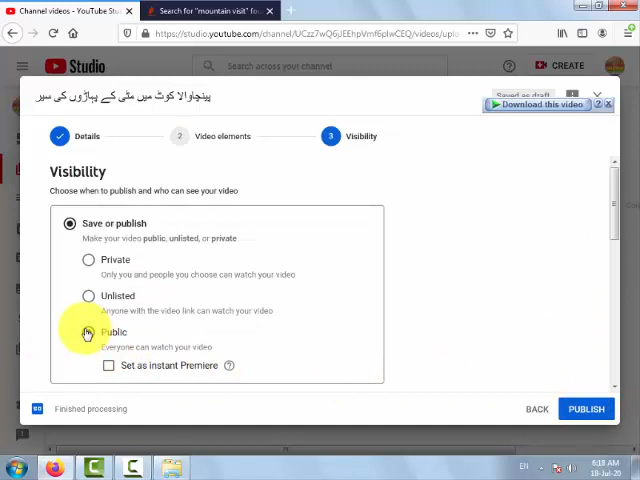 Channel videos - YouTube Stu
Search for "mountain visit" fou
https://studio.youtube.com/channel/UCzz7wQ6JEEhpVmf6plwCEQ/videos/uplo
Studio
Search across your channel
CREATE
پینچاوالا کوٹ میں مٹی کے پہاڑوں کی سیر
Saved as draft
Download this video
Details
2
Video elements
3
Visibility
Visibility
Choose when to publish and who can see your video
Save or publish
Make your video public, unlisted, or private
Private
Only you and people you choose can watch your video
Unlisted
Anyone with the video link can watch your video
Public
Everyone can watch your video
Set as instant Premiere
Finished processing
BACK
PUBLISH
EN
6:18 AM
18-Jul-20